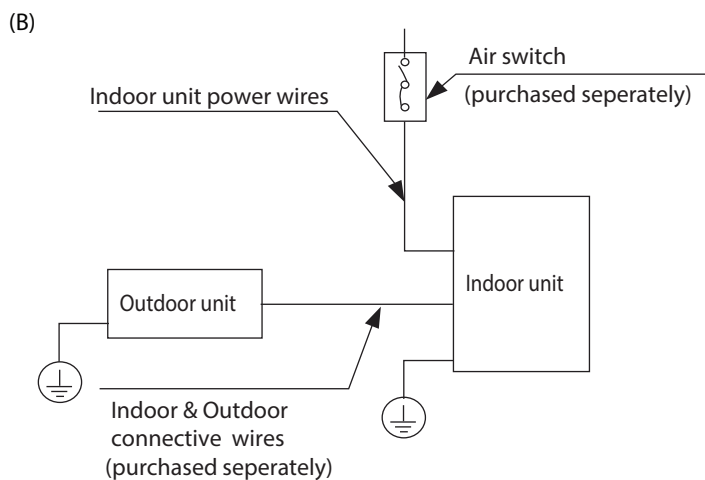 (B)
Air switch
(purchased seperately)
Indoor unit power wires
Indoor unit
Outdoor unit
Indoor & Outdoor
connective wires
(purchased seperately)